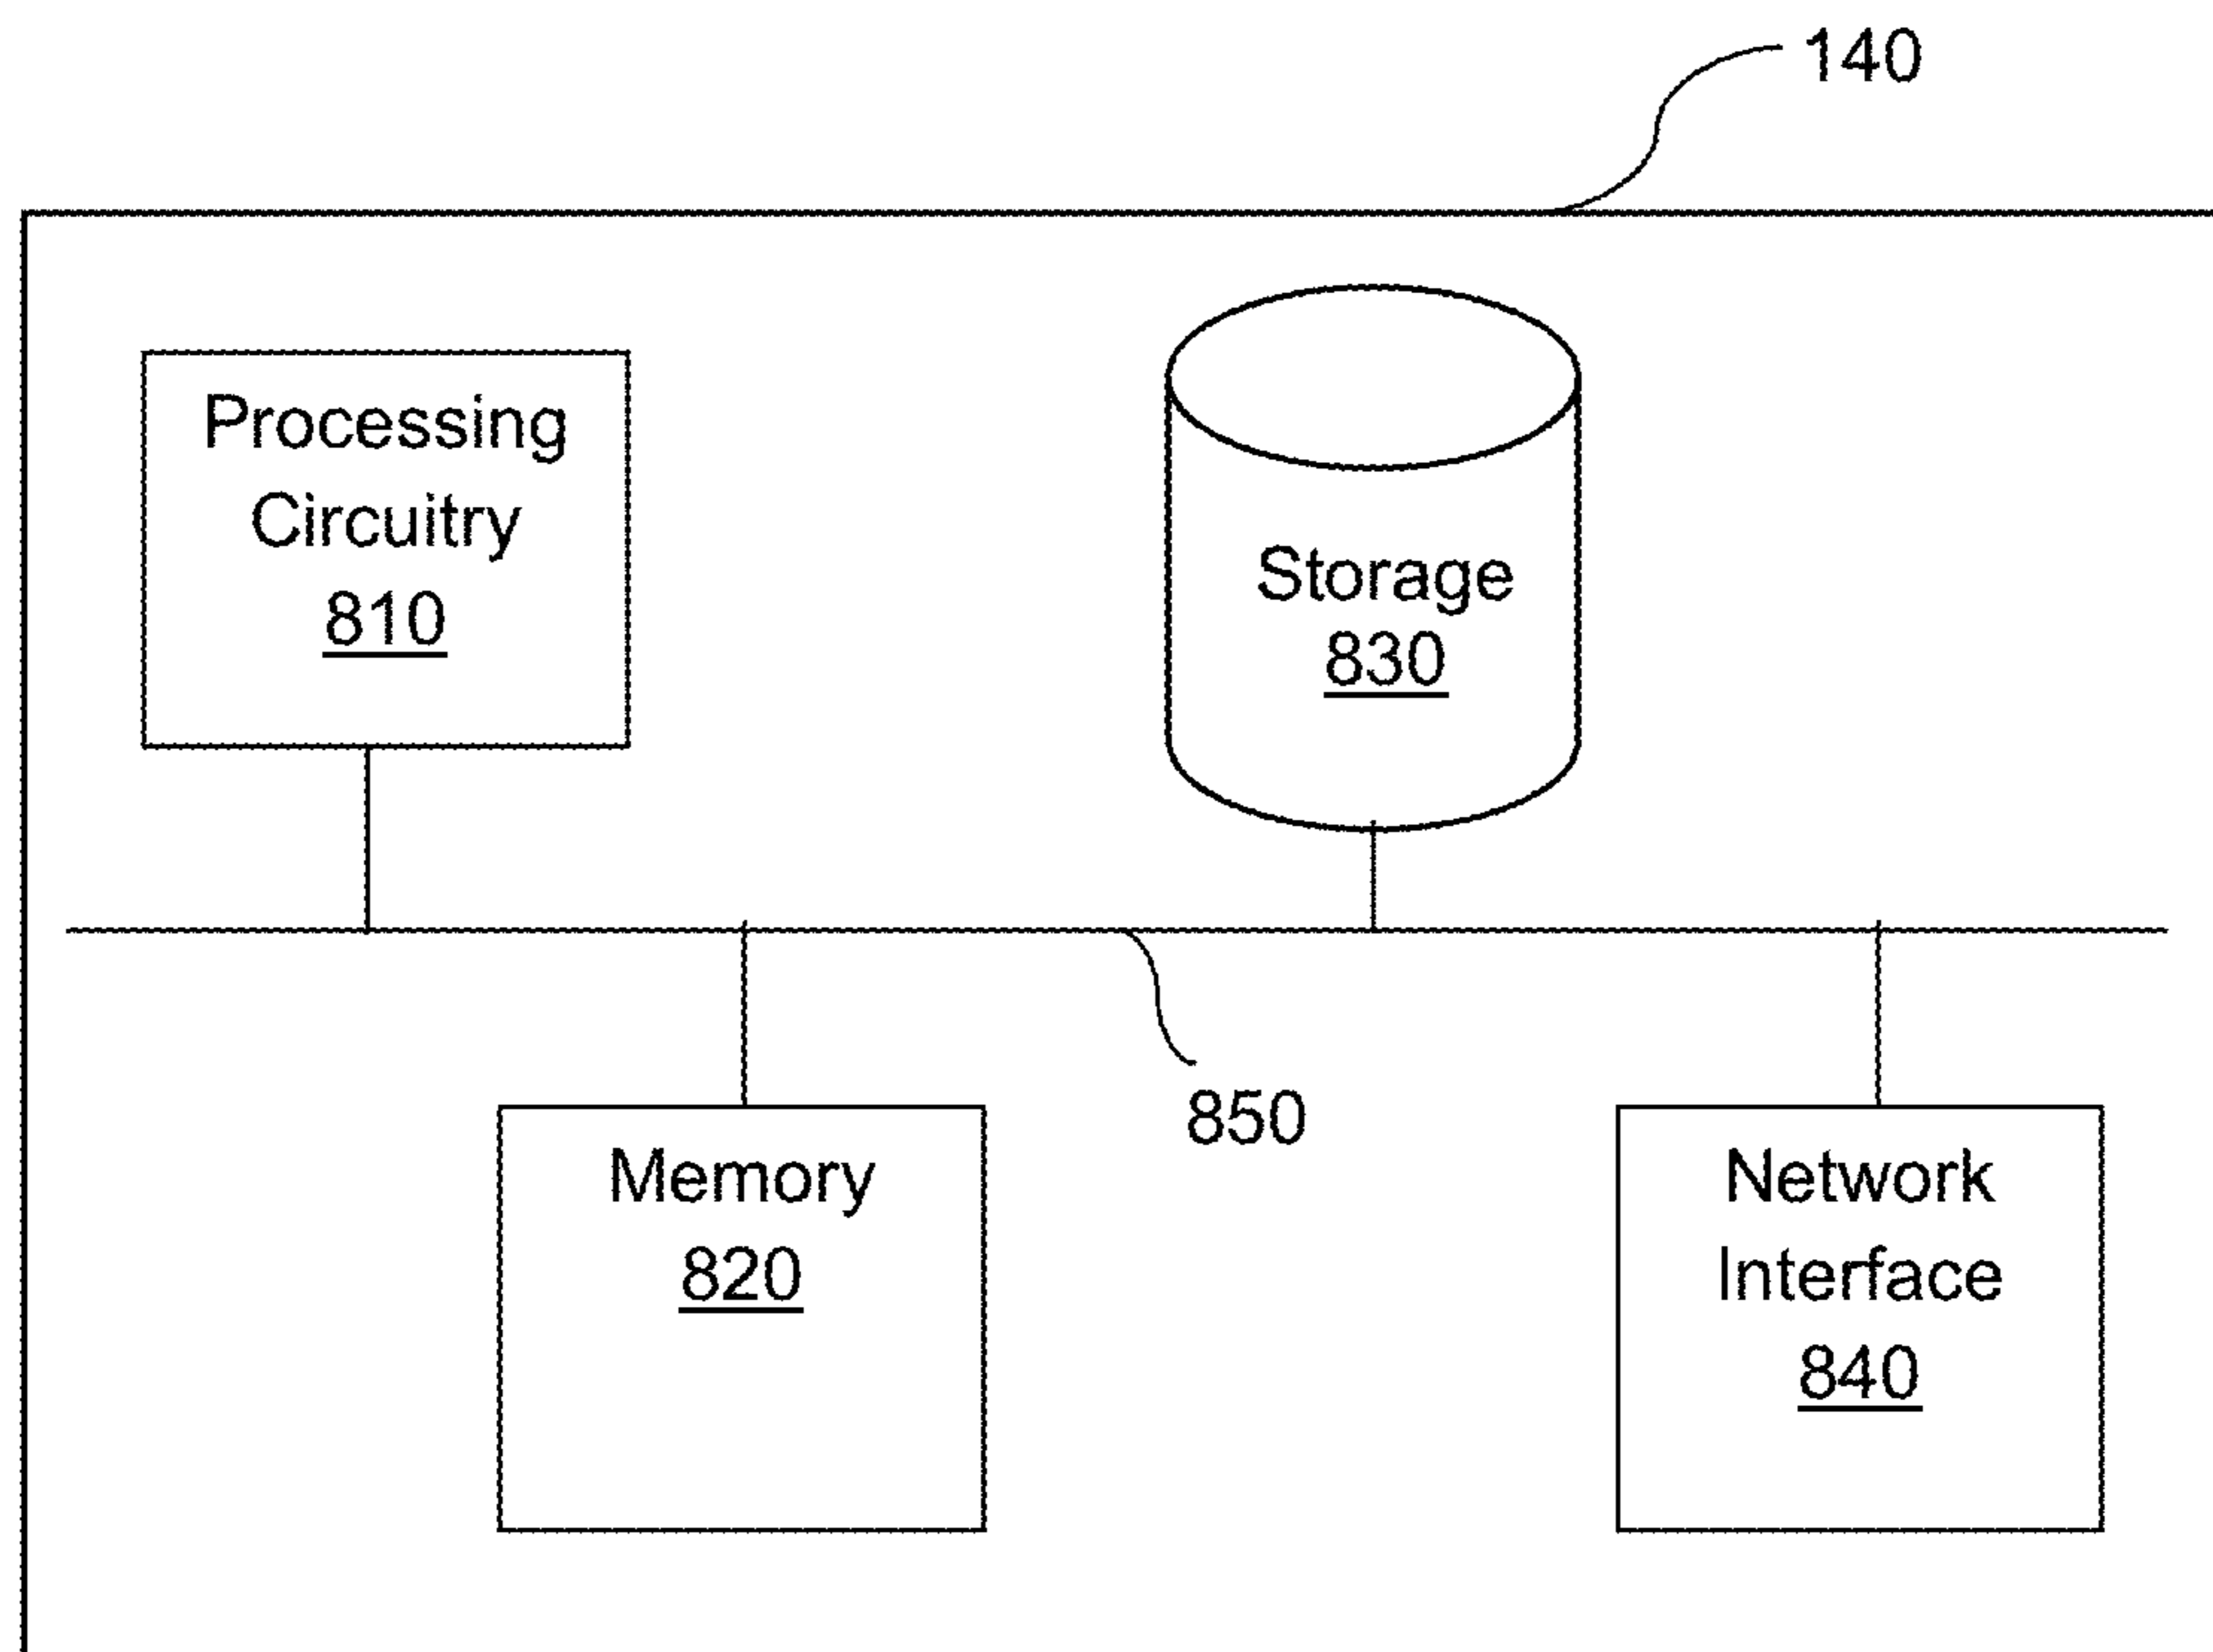 140
Processing
Circuitry
810
Storage
830
850
Memory
820
Network
Interface
840